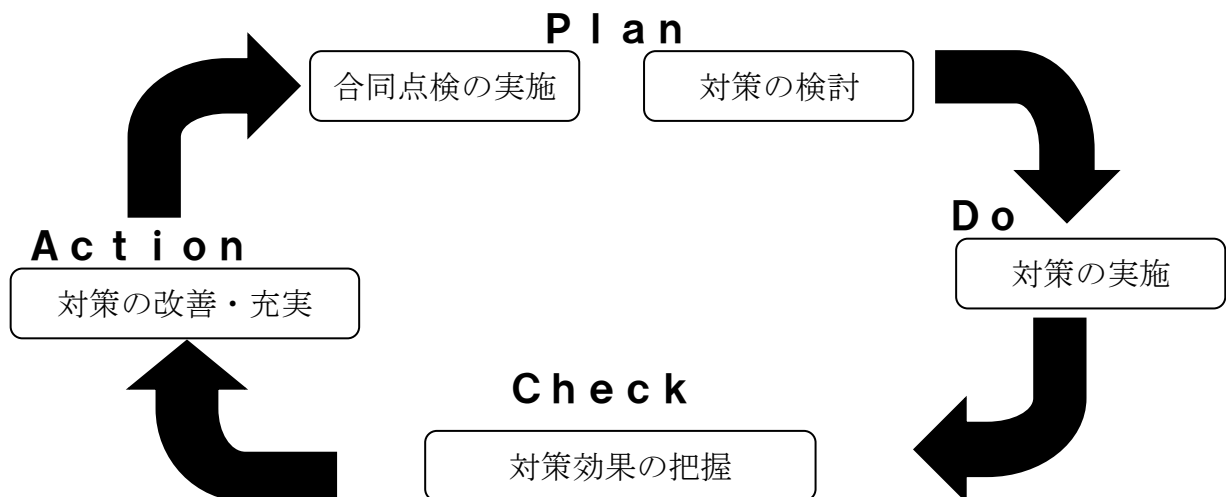 Plan
合同点検の実施
対策の検討
Do
対策の実施
Check
対策効果の把握
Action
対策の改善・充実